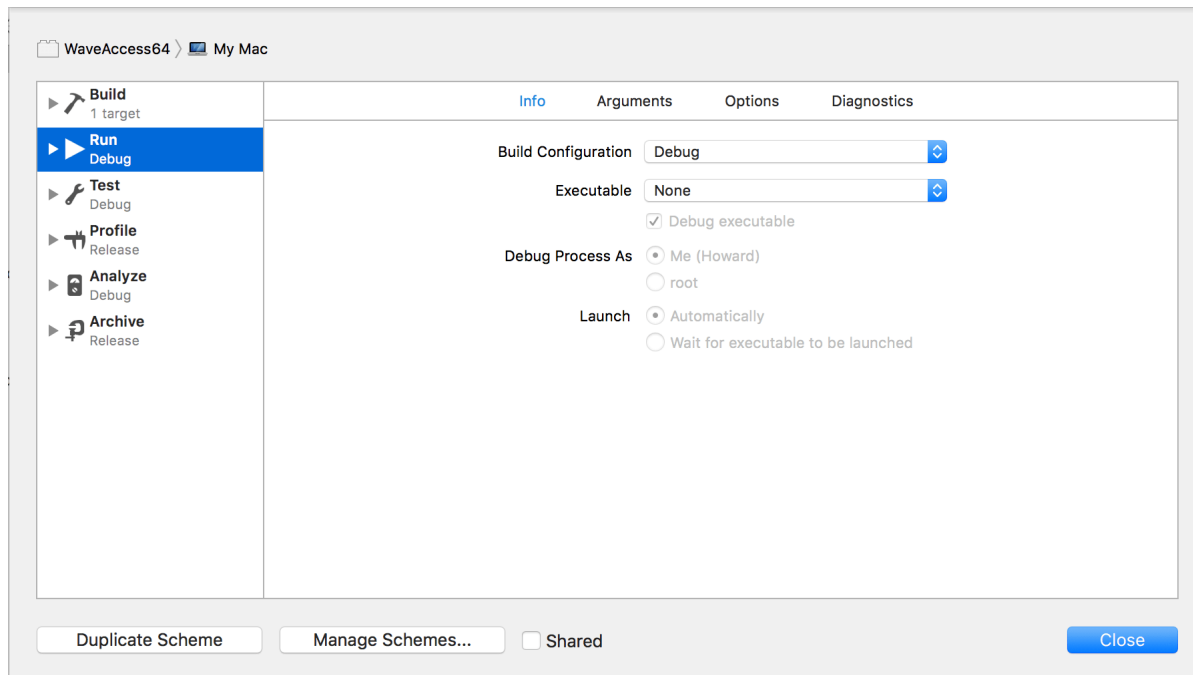 WaveAccess64 My Mac
Build
1 target
Run
Debug
Test
Debug
Profile
Release
Analyze
Debug
Archive
Release
Info Arguments Options Diagnostics
Build Configuration Debug
Executable None
Debug executable
Debug Process As Me (Howard)
root
Launch Automatically
Wait for executable to be launched
Duplicate Scheme Manage Schemes... Shared Close